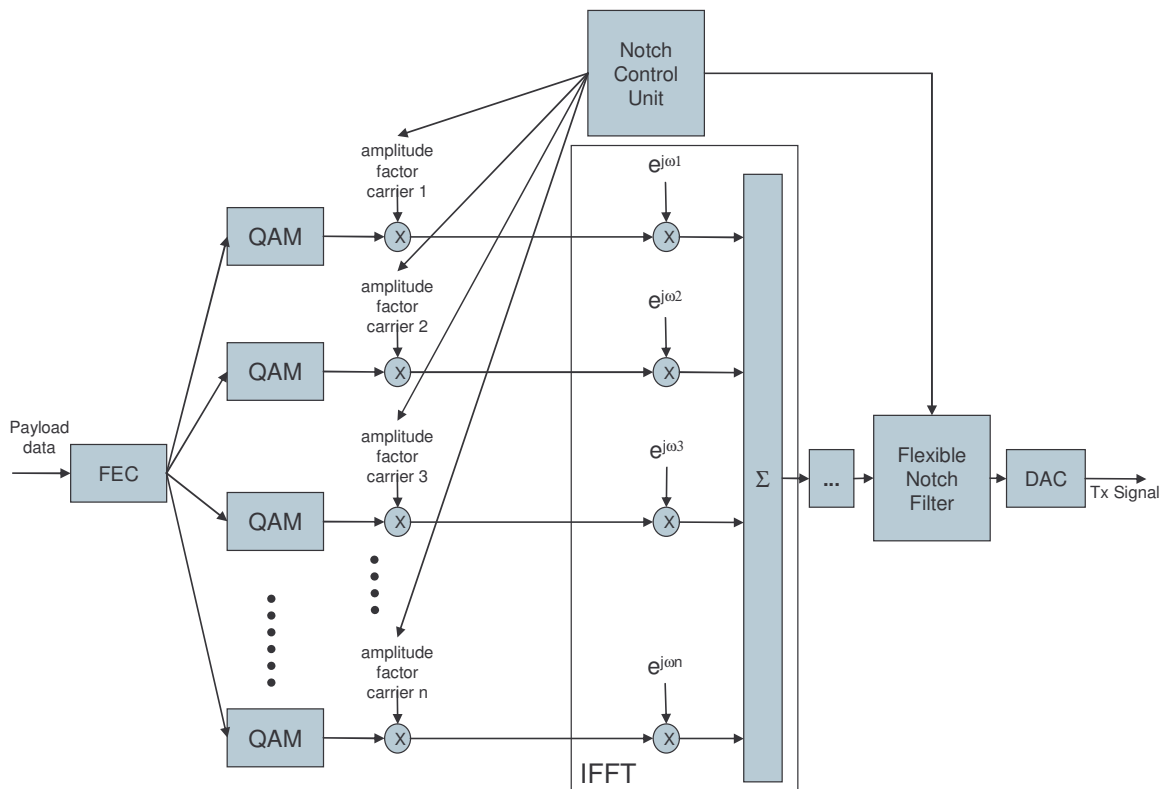 Notch
Control
Unit
amplitude
factor
carrier 1
e^jω1
QAM
X
X
amplitude
factor
carrier 2
e^jω2
QAM
X
X
Payload
data
FEC
amplitude
factor
carrier 3
e^jω3
QAM
X
X
Σ
...
Flexible
Notch
Filter
DAC
Tx Signal
amplitude
factor
carrier n
e^jωn
QAM
X
X
IFFT